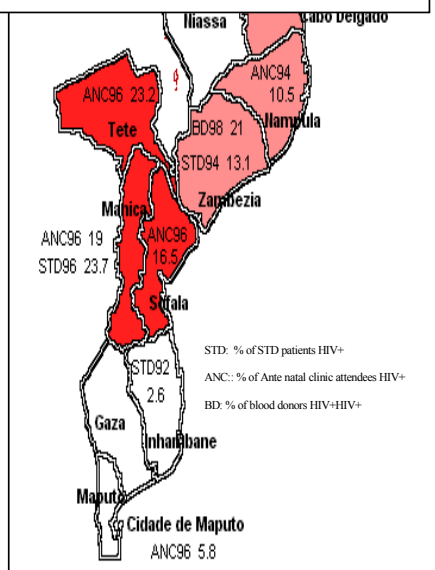 Niassa
Cabo Delgado
ANC94
10.5
ANC96 23.2
Nampula
BD98 21
Tete
STD94 13.1
Zambezia
Manica
ANC96 19
ANC96
16.5
STD96 23.7
Sofala
STD: % of STD patients HIV+
STD92
2.6
ANC:: % of Ante natal clinic attendees HIV+
BD: % of blood donors HIV+HIV+
Gaza
Inhambane
Maputo
Cidade de Maputo
ANC96 5.8